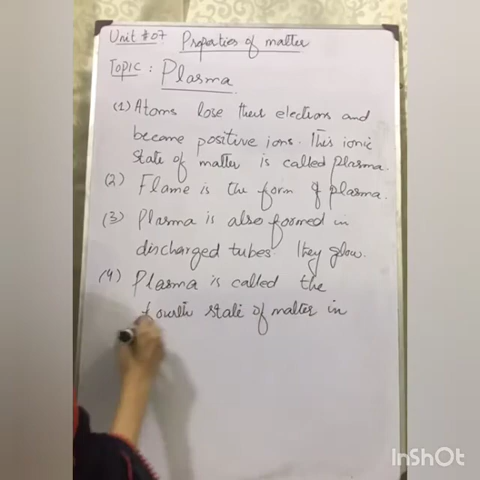 Unit #07 Properties of matter
Topic : Plasma
(1) Atoms lose their electrons and
became positive ions. This ionic
state of matter is called plasma.
(2) Flame is the form of plasma.
(3) Plasma is also formed in
discharged tubes. They glow.
(4) Plasma is called the
fourth state of matter in
InShOt